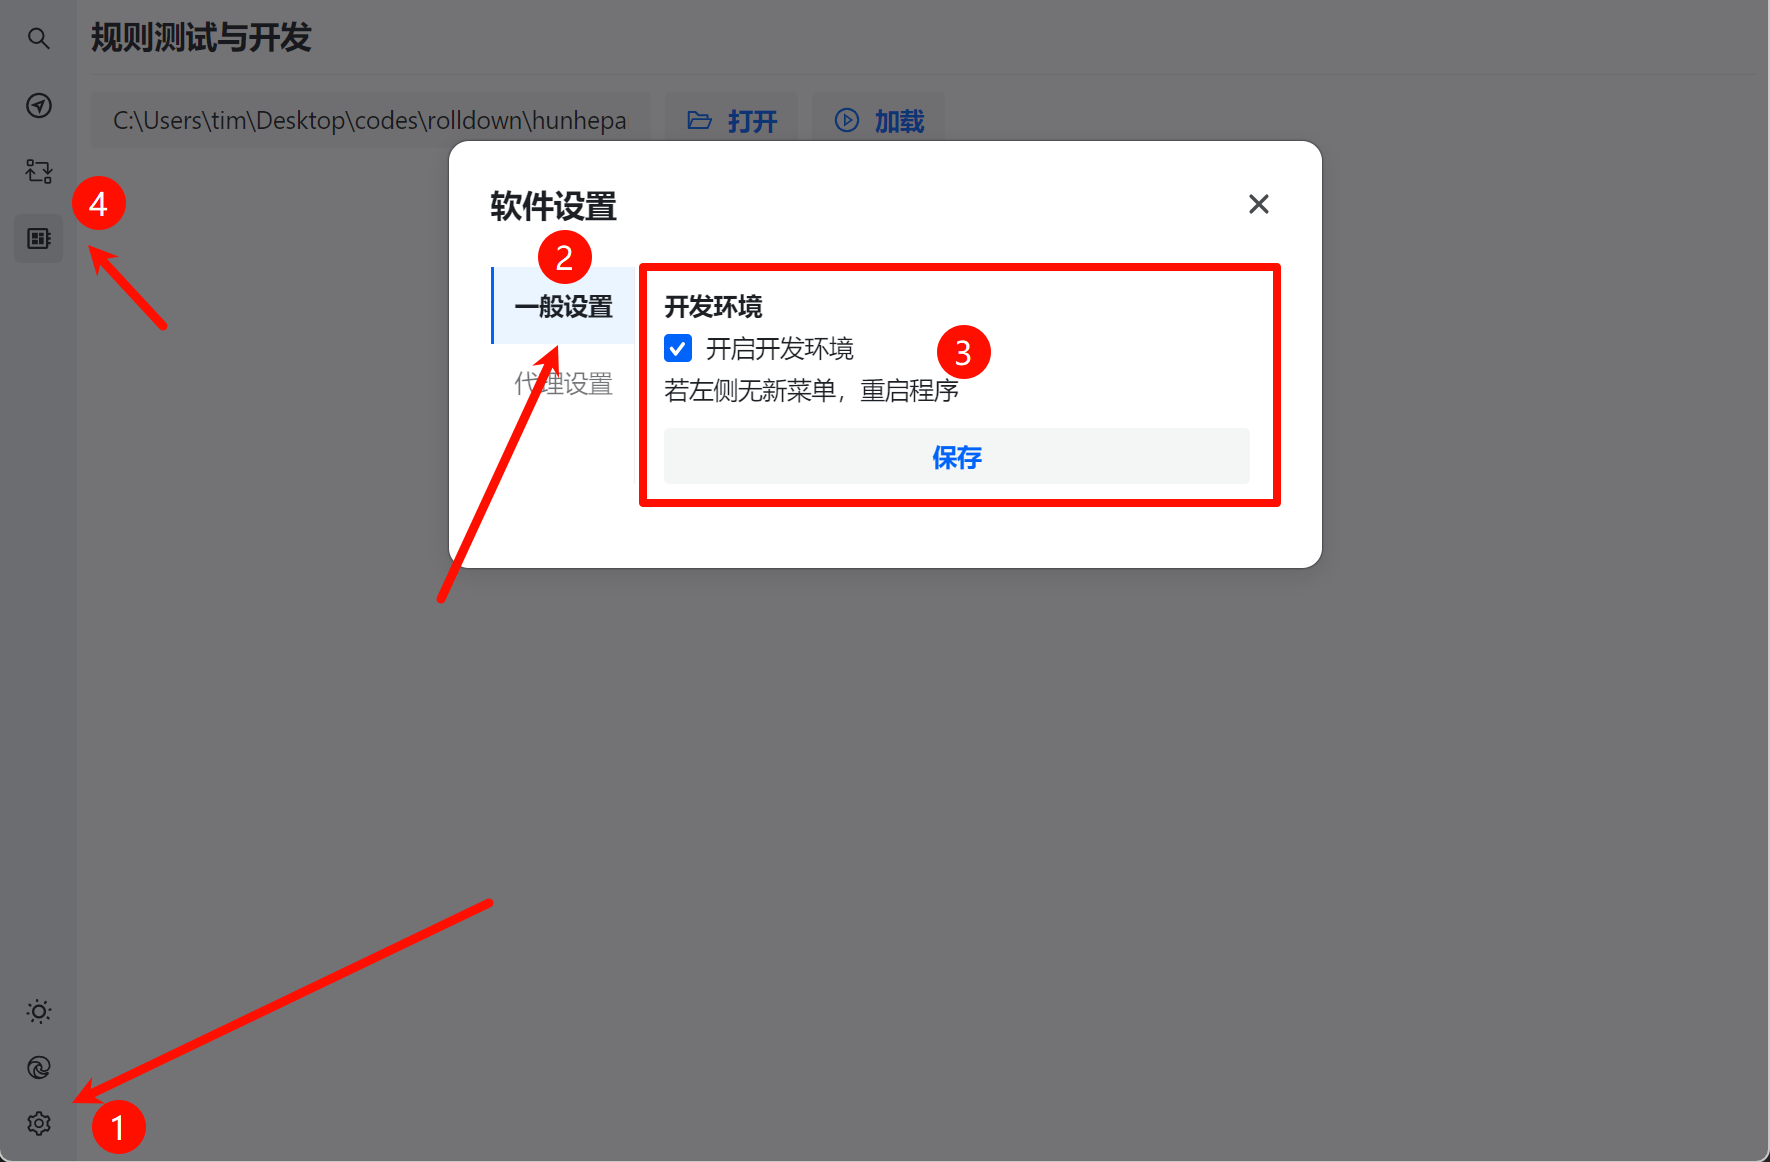 规则测试与开发
C:\Users\tim\Desktop\codes\rolldown\hunhepa
打开
加载
4
软件设置
2
一般设置
代理设置
开发环境
开启开发环境
3
若左侧无新菜单，重启程序
保存
1